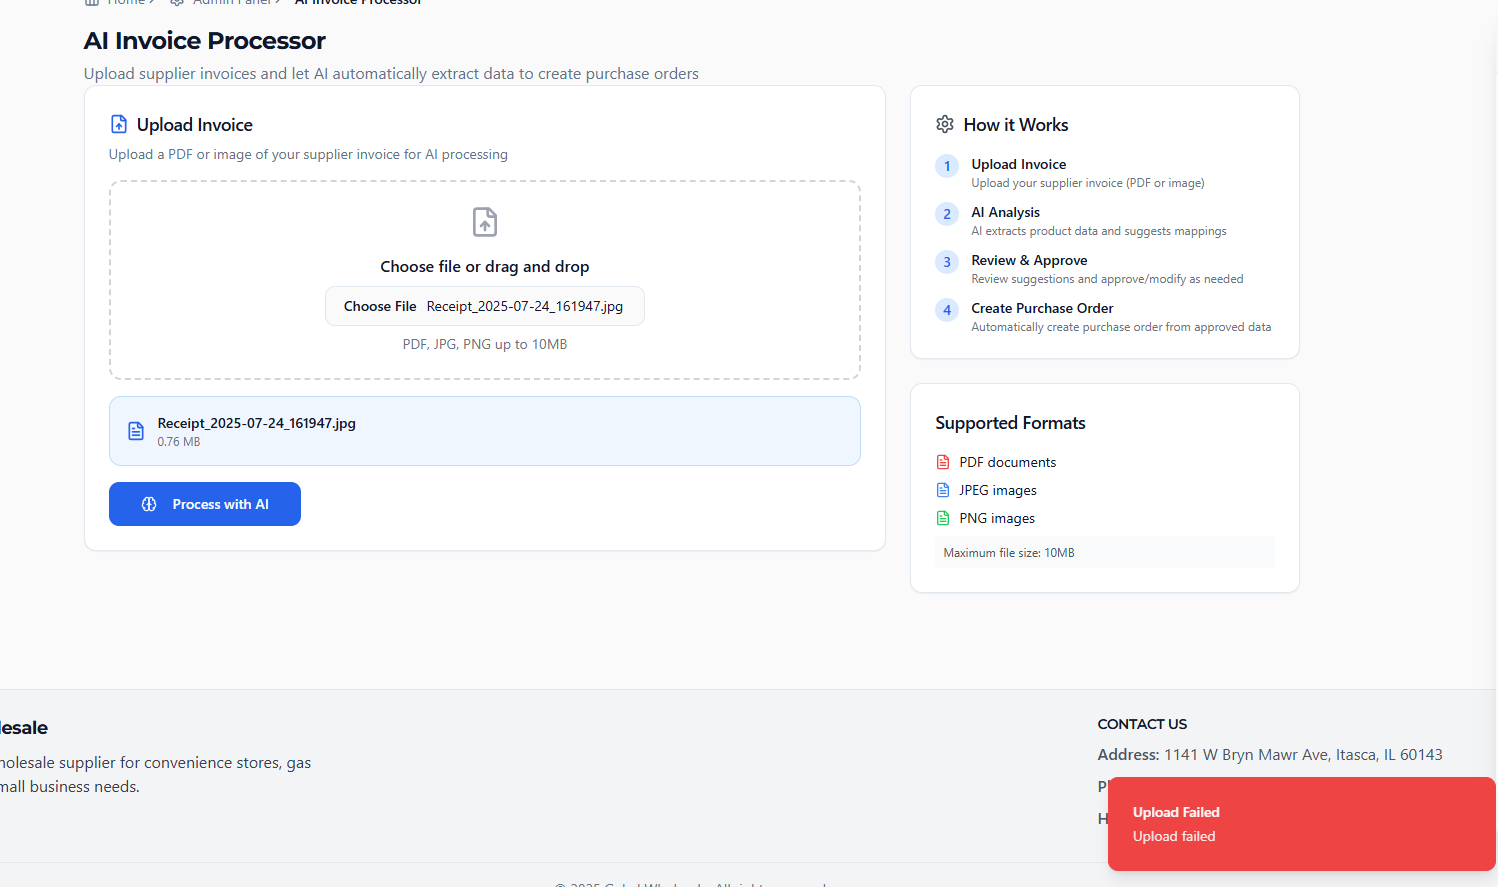 Home
Admin Panel
AI Invoice Processor
AI Invoice Processor
Upload supplier invoices and let AI automatically extract data to create purchase orders
Upload Invoice
Upload a PDF or image of your supplier invoice for AI processing
Choose file or drag and drop
Choose File Receipt_2025-07-24_161947.jpg
PDF, JPG, PNG up to 10MB
Receipt_2025-07-24_161947.jpg
0.76 MB
Process with AI
How it Works
1 Upload Invoice
Upload your supplier invoice (PDF or image)
2 AI Analysis
AI extracts product data and suggests mappings
3 Review & Approve
Review suggestions and approve/modify as needed
4 Create Purchase Order
Automatically create purchase order from approved data
Supported Formats
PDF documents
JPEG images
PNG images
Maximum file size: 10MB
lesale
holesale supplier for convenience stores, gas
mall business needs.
CONTACT US
Address: 1141 W Bryn Mawr Ave, Itasca, IL 60143
P
H
Upload Failed
Upload failed
© 2025